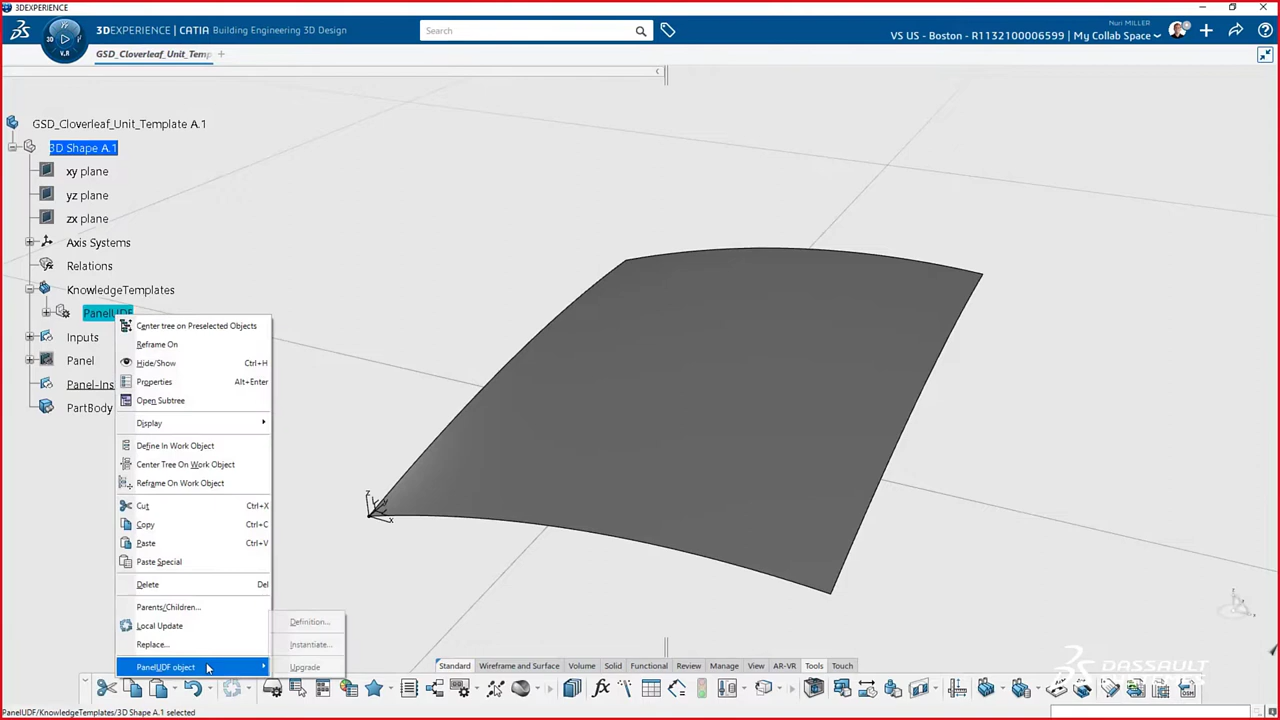 3DEXPERIENCE
3DEXPERIENCE | CATIA Building Engineering 3D Design
Search
Nuri MILLER
VS US - Boston - R1132100006599 | My Collab Space
3D
V.R
GSD_Cloverleaf_Unit_Temp
GSD_Cloverleaf_Unit_Template A.1
3D Shape A.1
xy plane
yz plane
zx plane
Axis Systems
Relations
KnowledgeTemplates
PanelUDF
Inputs
Panel
Panel-Ins
PartBody
Center tree on Preselected Objects
Reframe On
Hide/Show Ctrl+H
Properties Alt+Enter
Open Subtree
Display
Define In Work Object
Center Tree On Work Object
Reframe On Work Object
Cut Ctrl+X
Copy Ctrl+C
Paste Ctrl+V
Paste Special
Delete Del
Parents/Children...
Local Update
Replace...
PanelUDF object
Definition...
Instantiate...
Upgrade
z
x
Standard Wireframe and Surface Volume Solid Functional Review Manage View AR-VR Tools Touch
DASSAULT
PanelUDF/KnowledgeTemplates/3D Shape A.1 selected